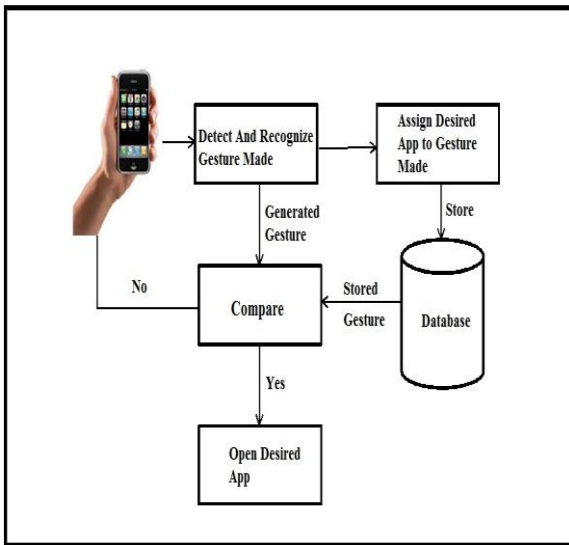 Detect And Recognize
Gesture Made
Assign Desired
App to Gesture
Made
Generated
Gesture
Store
No
Compare
Stored
Gesture
Database
Yes
Open Desired
App